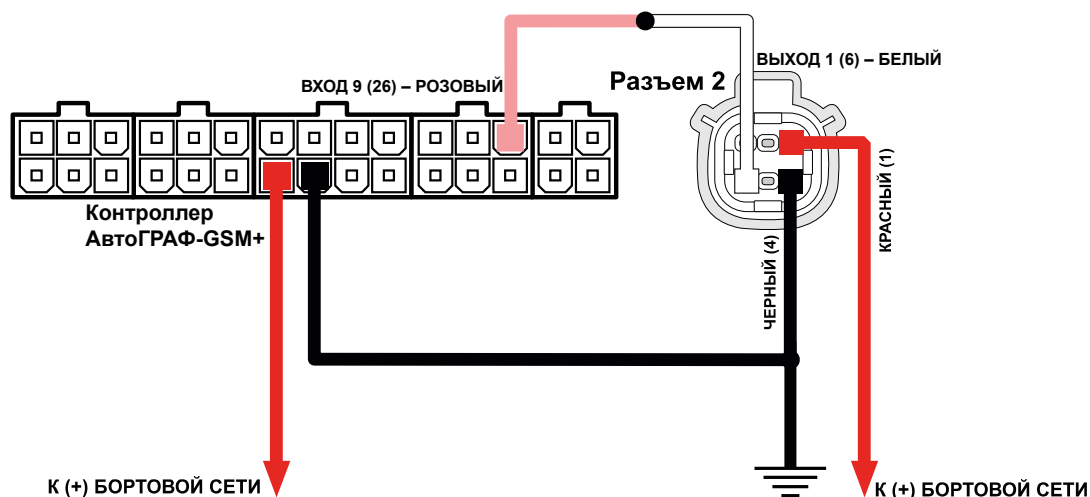 ВЫХОД 1 (6) – БЕЛЫЙ
ВХОД 9 (26) – РОЗОВЫЙ
Разъем 2
Контроллер
АвтоГРАФ-GSM+
ЧЕРНЫЙ (4)
КРАСНЫЙ (1)
К (+) БОРТОВОЙ СЕТИ
К (+) БОРТОВОЙ СЕТИ